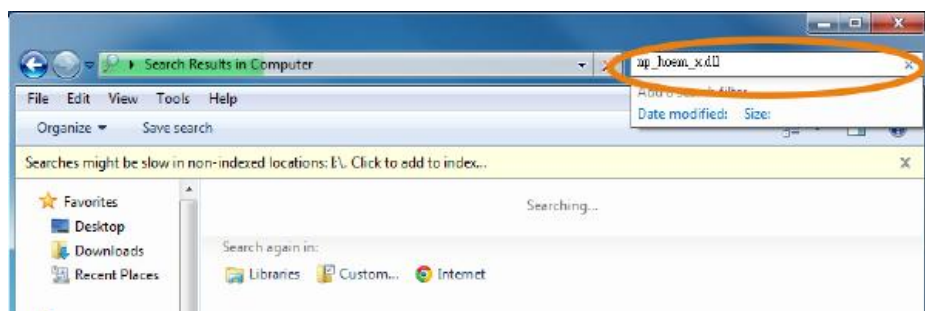 Search Results in Computer
np_hoem_x.dll
Add a search filter
Date modified: Size:
File Edit View Tools Help
Organize Save search
Searches might be slow in non-indexed locations: I:\. Click to add to index...
Favorites
Desktop
Downloads
Recent Places
Searching...
Search again in:
Libraries Custom... Internet